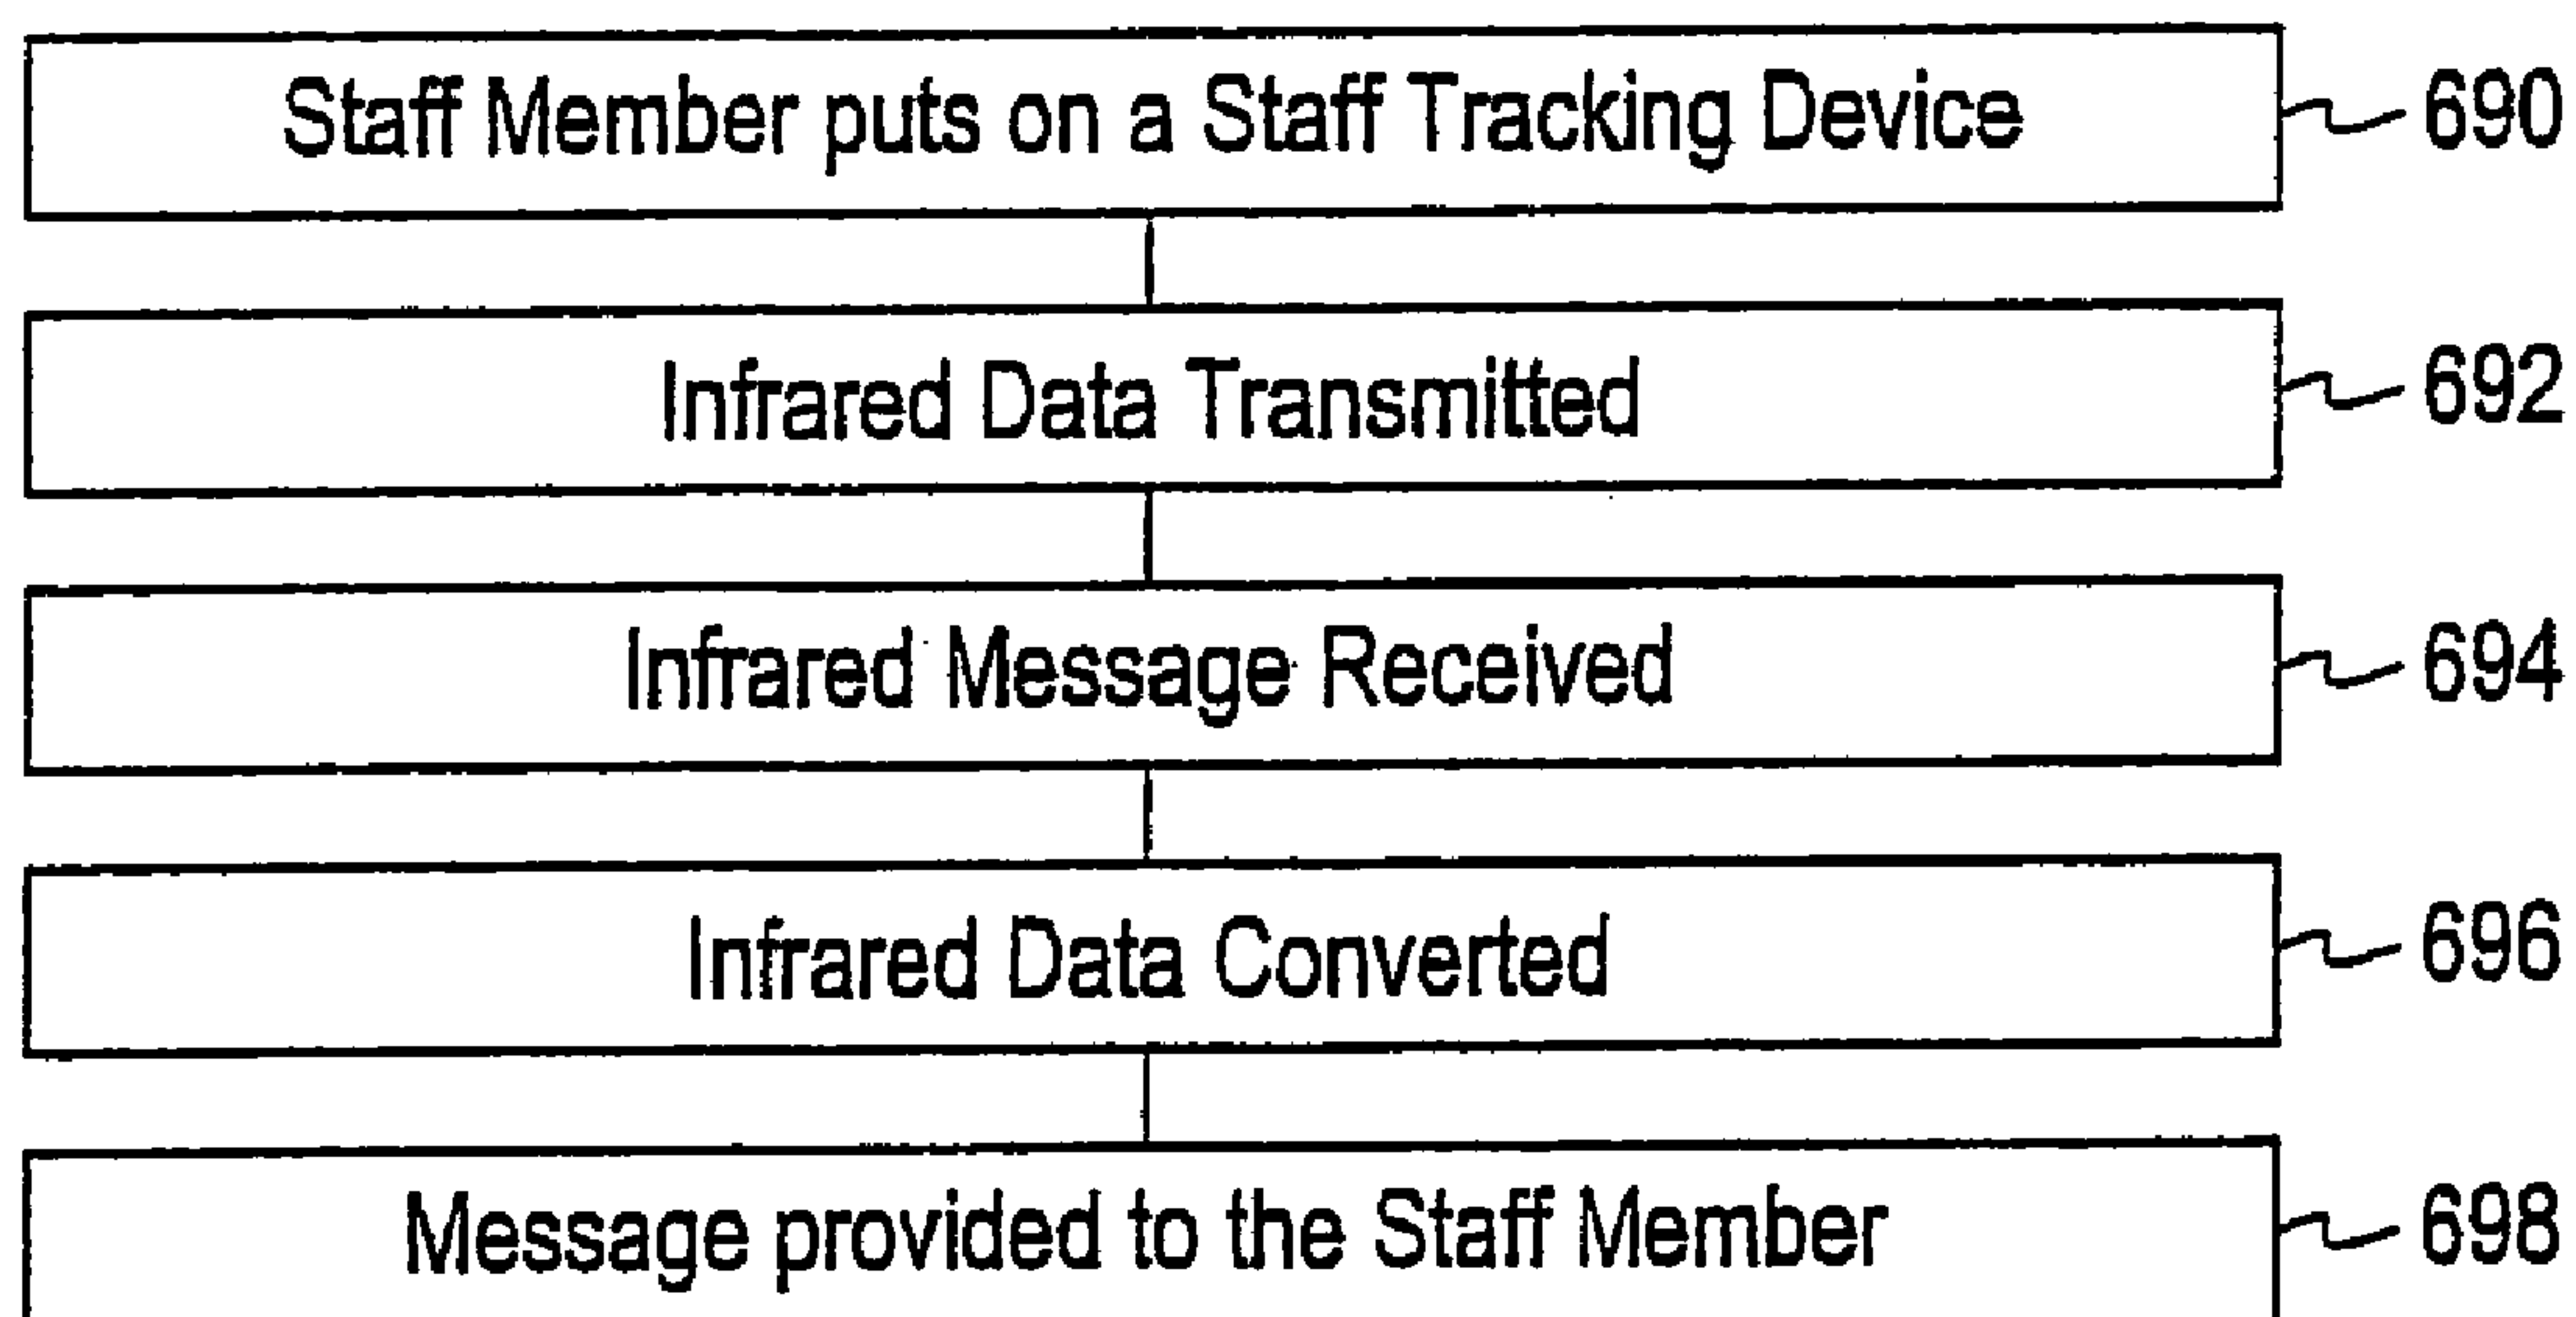 Staff Member puts on a Staff Tracking Device 690
Infrared Data Transmitted 692
Infrared Message Received 694
Infrared Data Converted 696
Message provided to the Staff Member 698